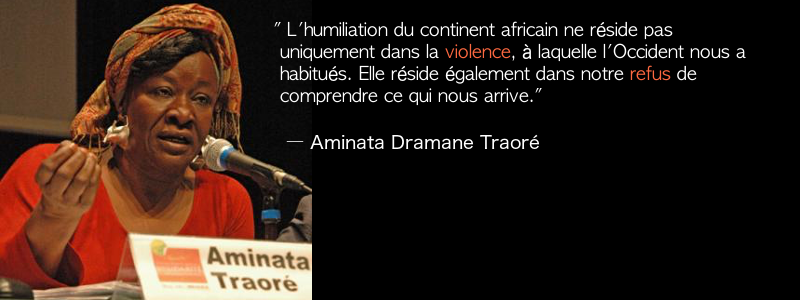 " L'humiliation du continent africain ne réside pas
uniquement dans la violence, à laquelle l'Occident nous a
habitués. Elle réside également dans notre refus de
comprendre ce qui nous arrive."
— Aminata Dramane Traoré
Aminata
Traoré